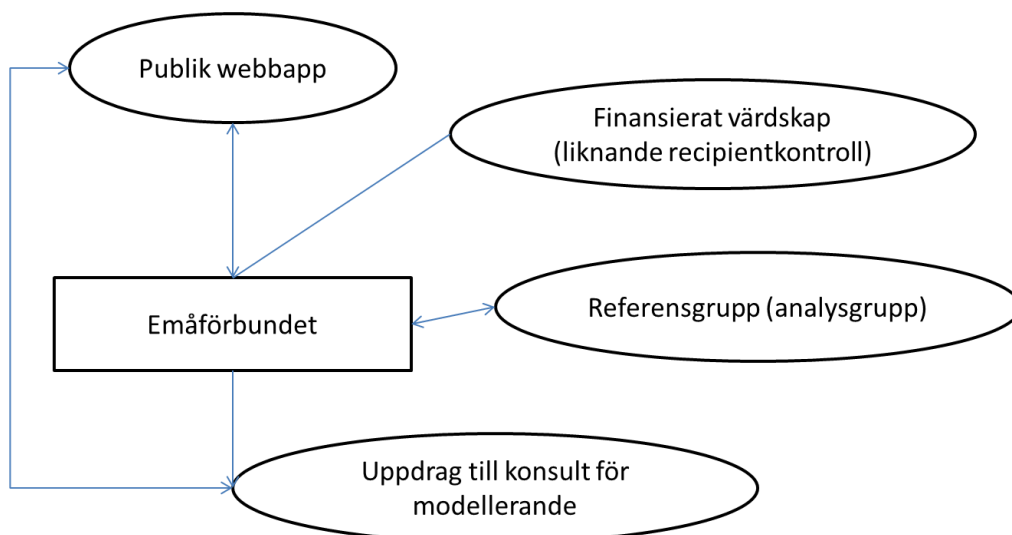 Publik webbapp
Finansierat värdskap
(liknande recipientkontroll)
Emåförbundet
Referensgrupp (analysgrupp)
Uppdrag till konsult för
modellerande